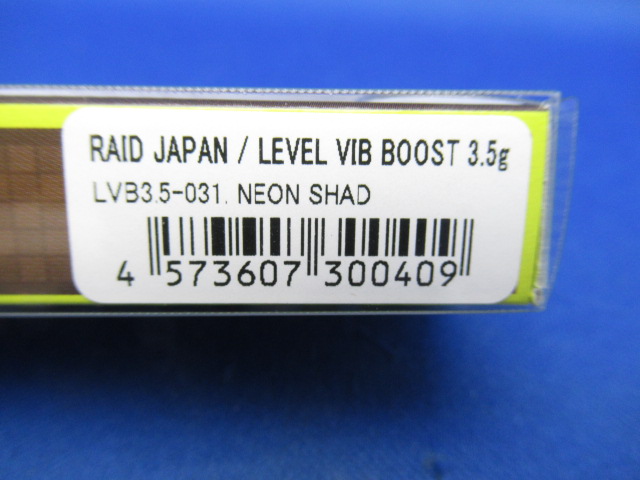 RAID JAPAN / LEVEL VIB BOOST 3.5g
LVB3.5-031. NEON SHAD
4 573607 300409